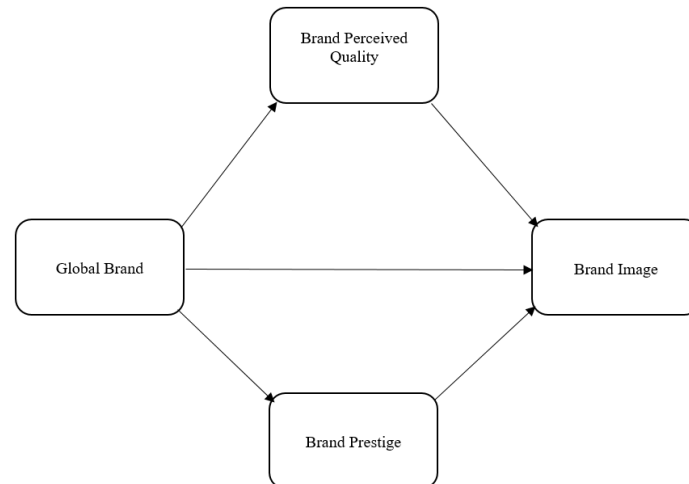 Brand Perceived
Quality
Global Brand
Brand Image
Brand Prestige